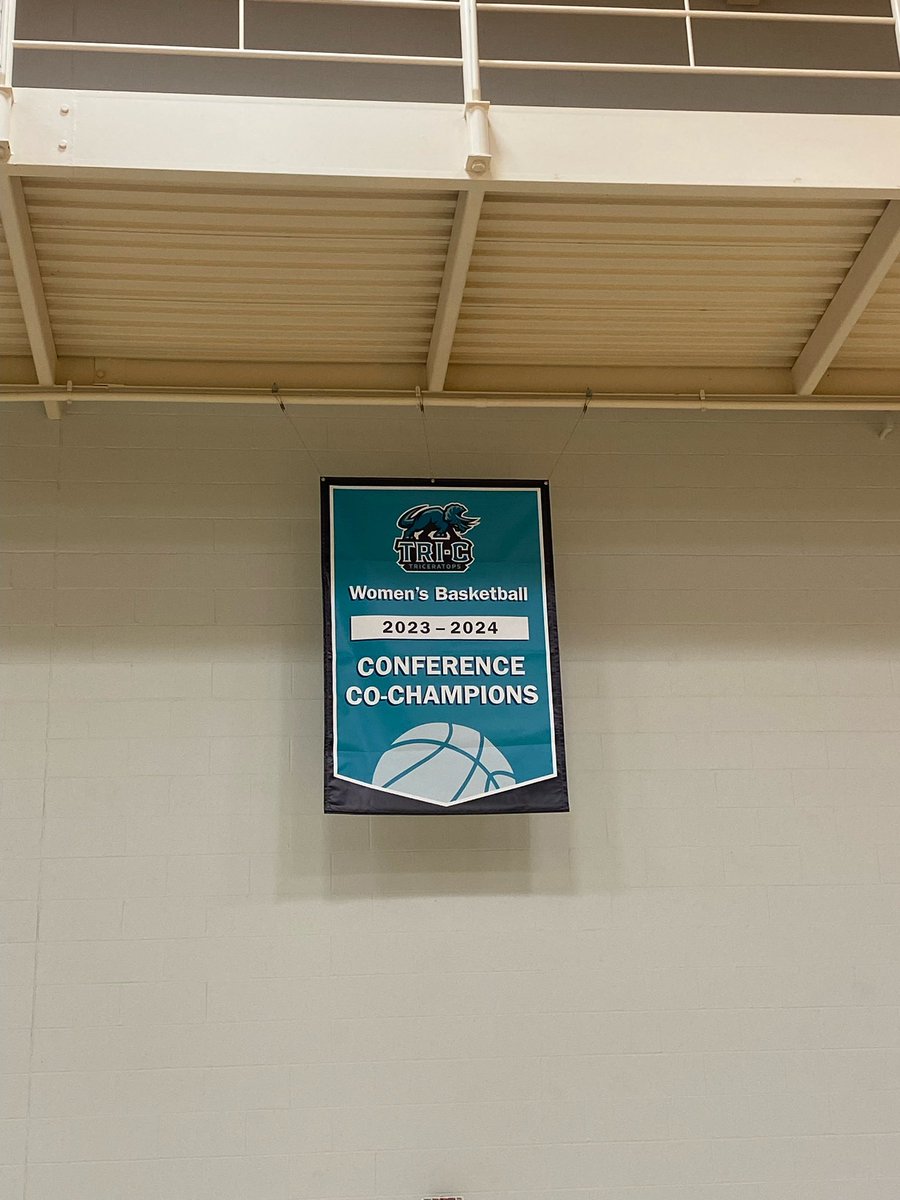 TRI-C
TRICERATOPS
Women's Basketball
2023 – 2024
CONFERENCE
CO-CHAMPIONS